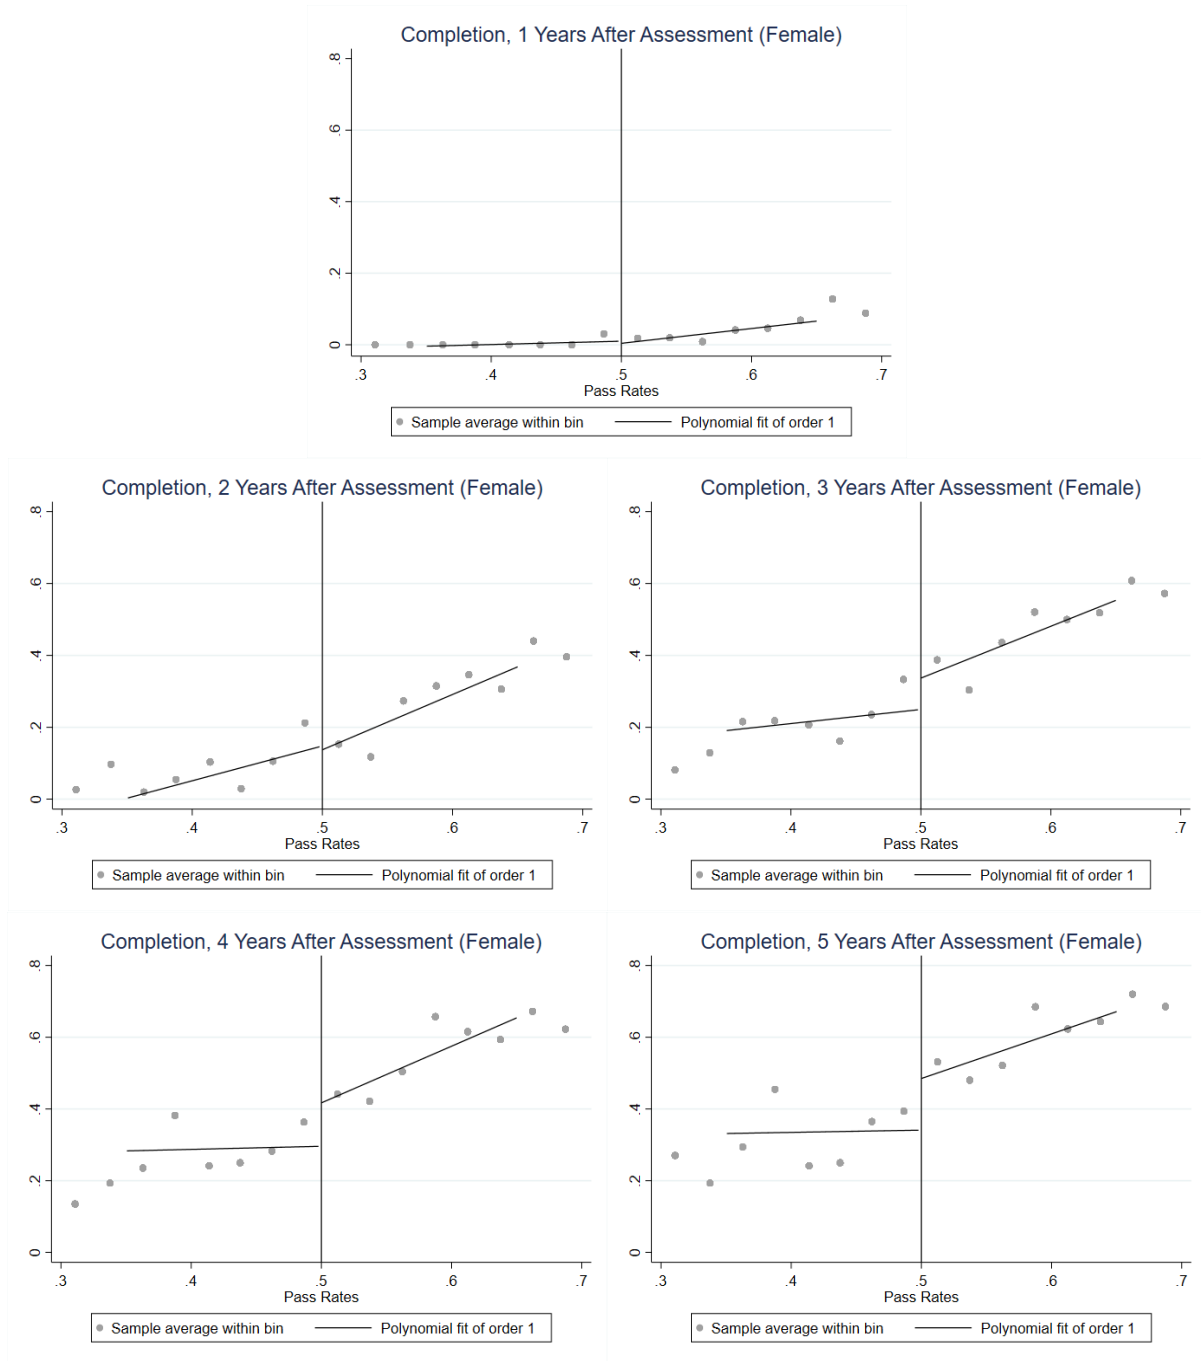 Completion, 1 Years After Assessment (Female)
.8
.6
.4
.2
0
.3 .4 .5 .6 .7
Pass Rates
Sample average within bin Polynomial fit of order 1
Completion, 2 Years After Assessment (Female)
.8
.6
.4
.2
0
.3 .4 .5 .6 .7
Pass Rates
Sample average within bin Polynomial fit of order 1
Completion, 3 Years After Assessment (Female)
.8
.6
.4
.2
0
.3 .4 .5 .6 .7
Pass Rates
Sample average within bin Polynomial fit of order 1
Completion, 4 Years After Assessment (Female)
.8
.6
.4
.2
0
.3 .4 .5 .6 .7
Pass Rates
Sample average within bin Polynomial fit of order 1
Completion, 5 Years After Assessment (Female)
.8
.6
.4
.2
0
.3 .4 .5 .6 .7
Pass Rates
Sample average within bin Polynomial fit of order 1